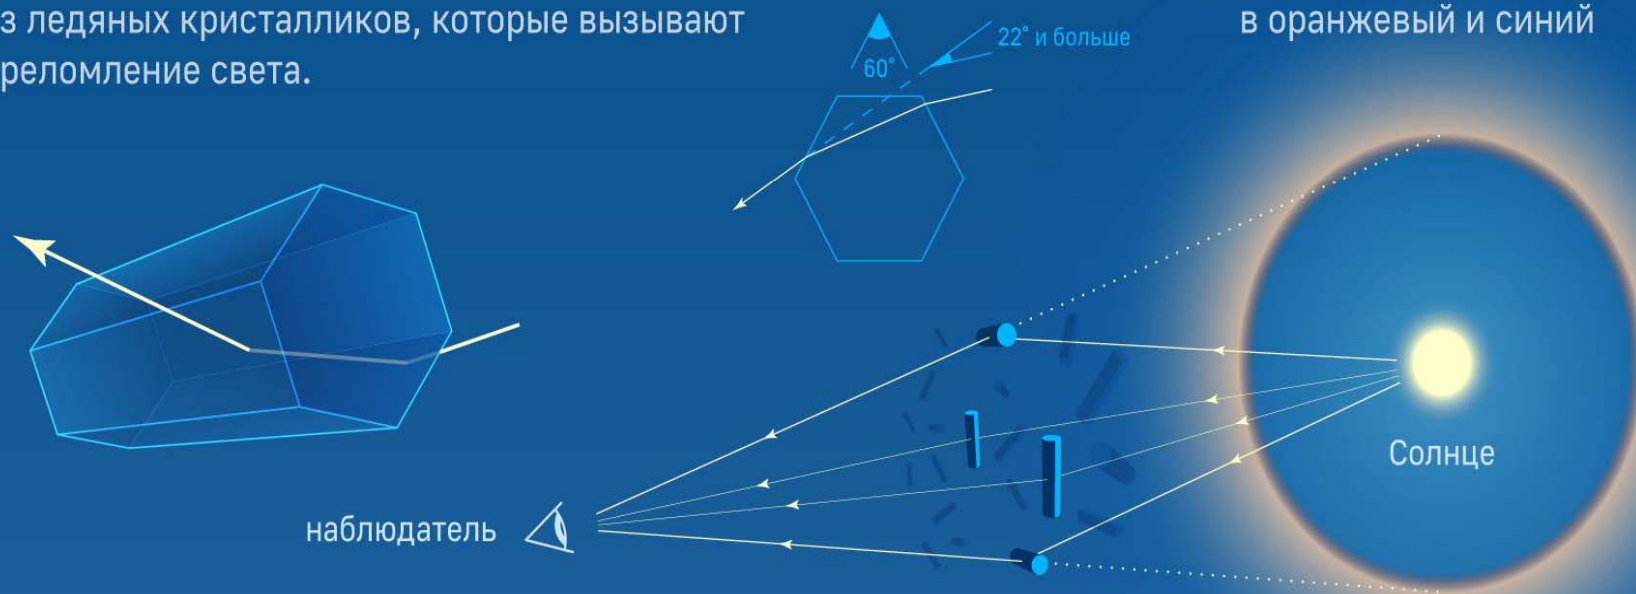 з ледяных кристалликов, которые вызывают
реломление света.
60°
22° и больше
в оранжевый и синий
Солнце
наблюдатель